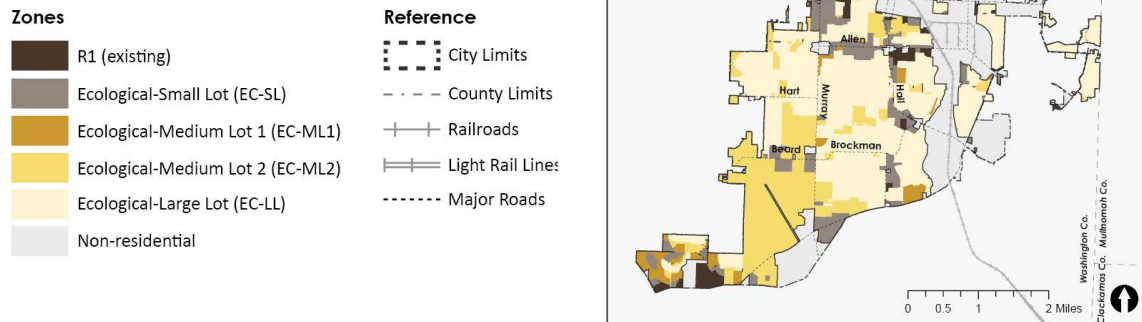 Zones
R1 (existing)
Ecological-Small Lot (EC-SL)
Ecological-Medium Lot 1 (EC-ML1)
Ecological-Medium Lot 2 (EC-ML2)
Ecological-Large Lot (EC-LL)
Non-residential
Reference
City Limits
County Limits
Railroads
Light Rail Lines
Major Roads
Allen
Hart
Murray
Hall
Beard
Brockman
Washington Co.
Multnomah Co.
Clackamas Co.
0 0.5 1 2 Miles